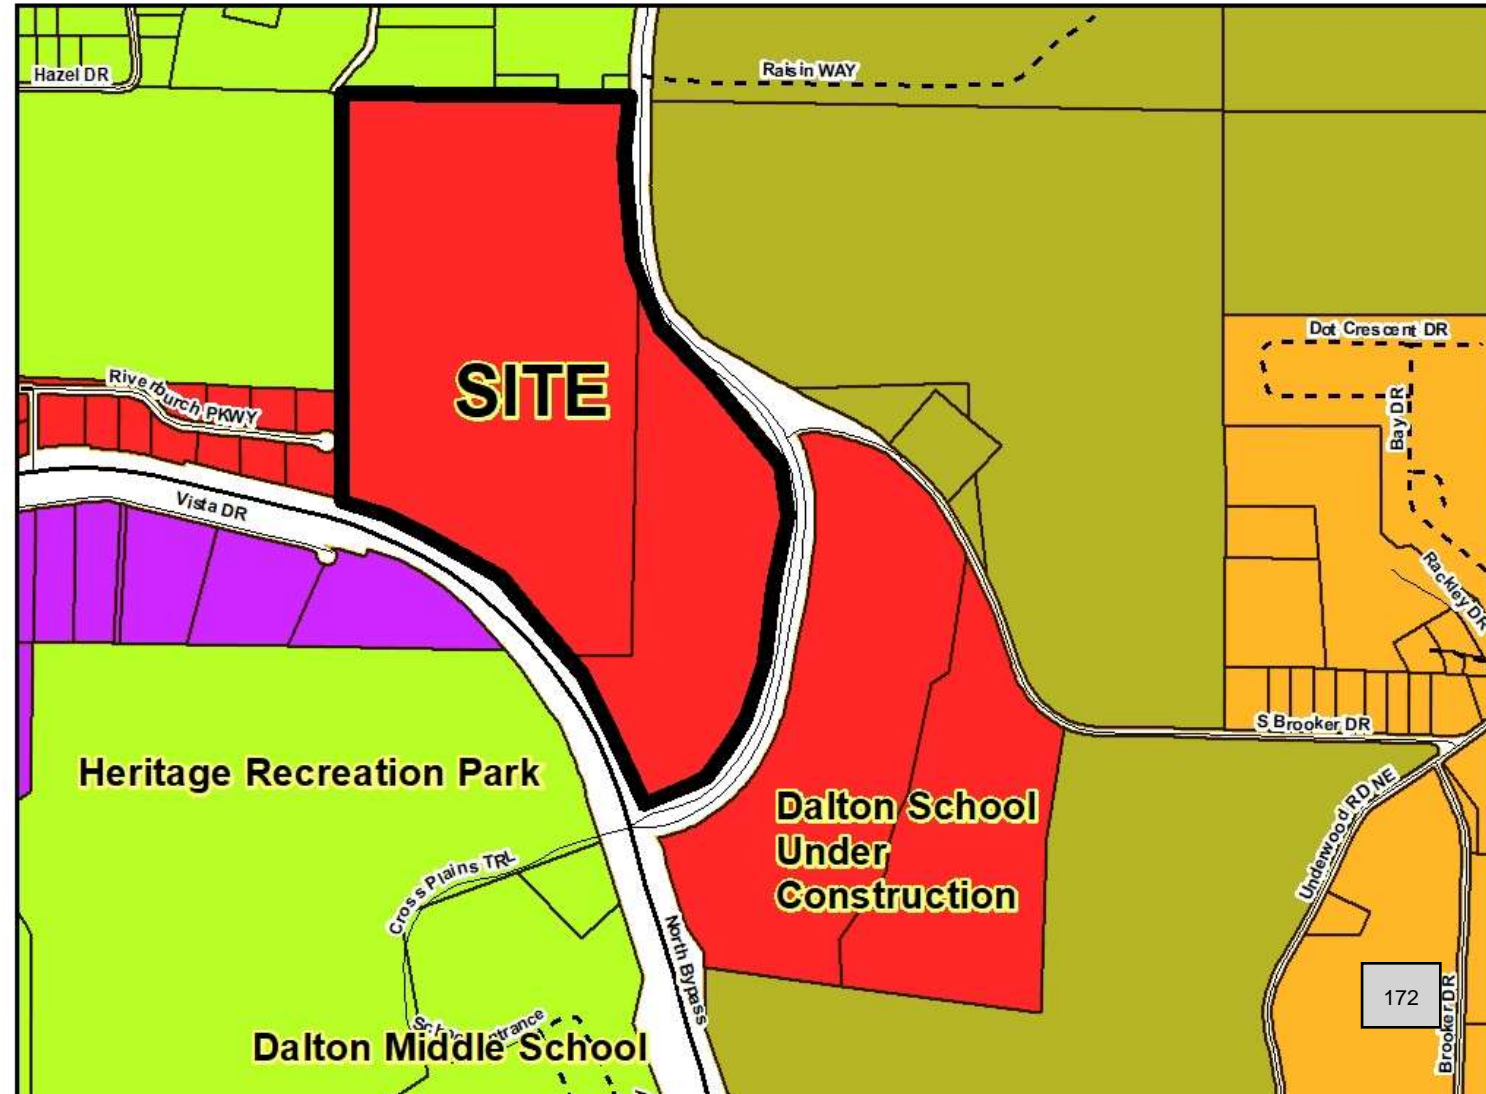 Hazel DR
Raisin WAY
Dot Crescent DR
Bay DR
Riverburch PKWY
SITE
Vista DR
Rackley DR
S Brooker DR
Heritage Recreation Park
Underwood RD NE
Dalton School
Under
Construction
Cross Plains TRL
North Bypass
172
Brooker DR
Dalton Middle School